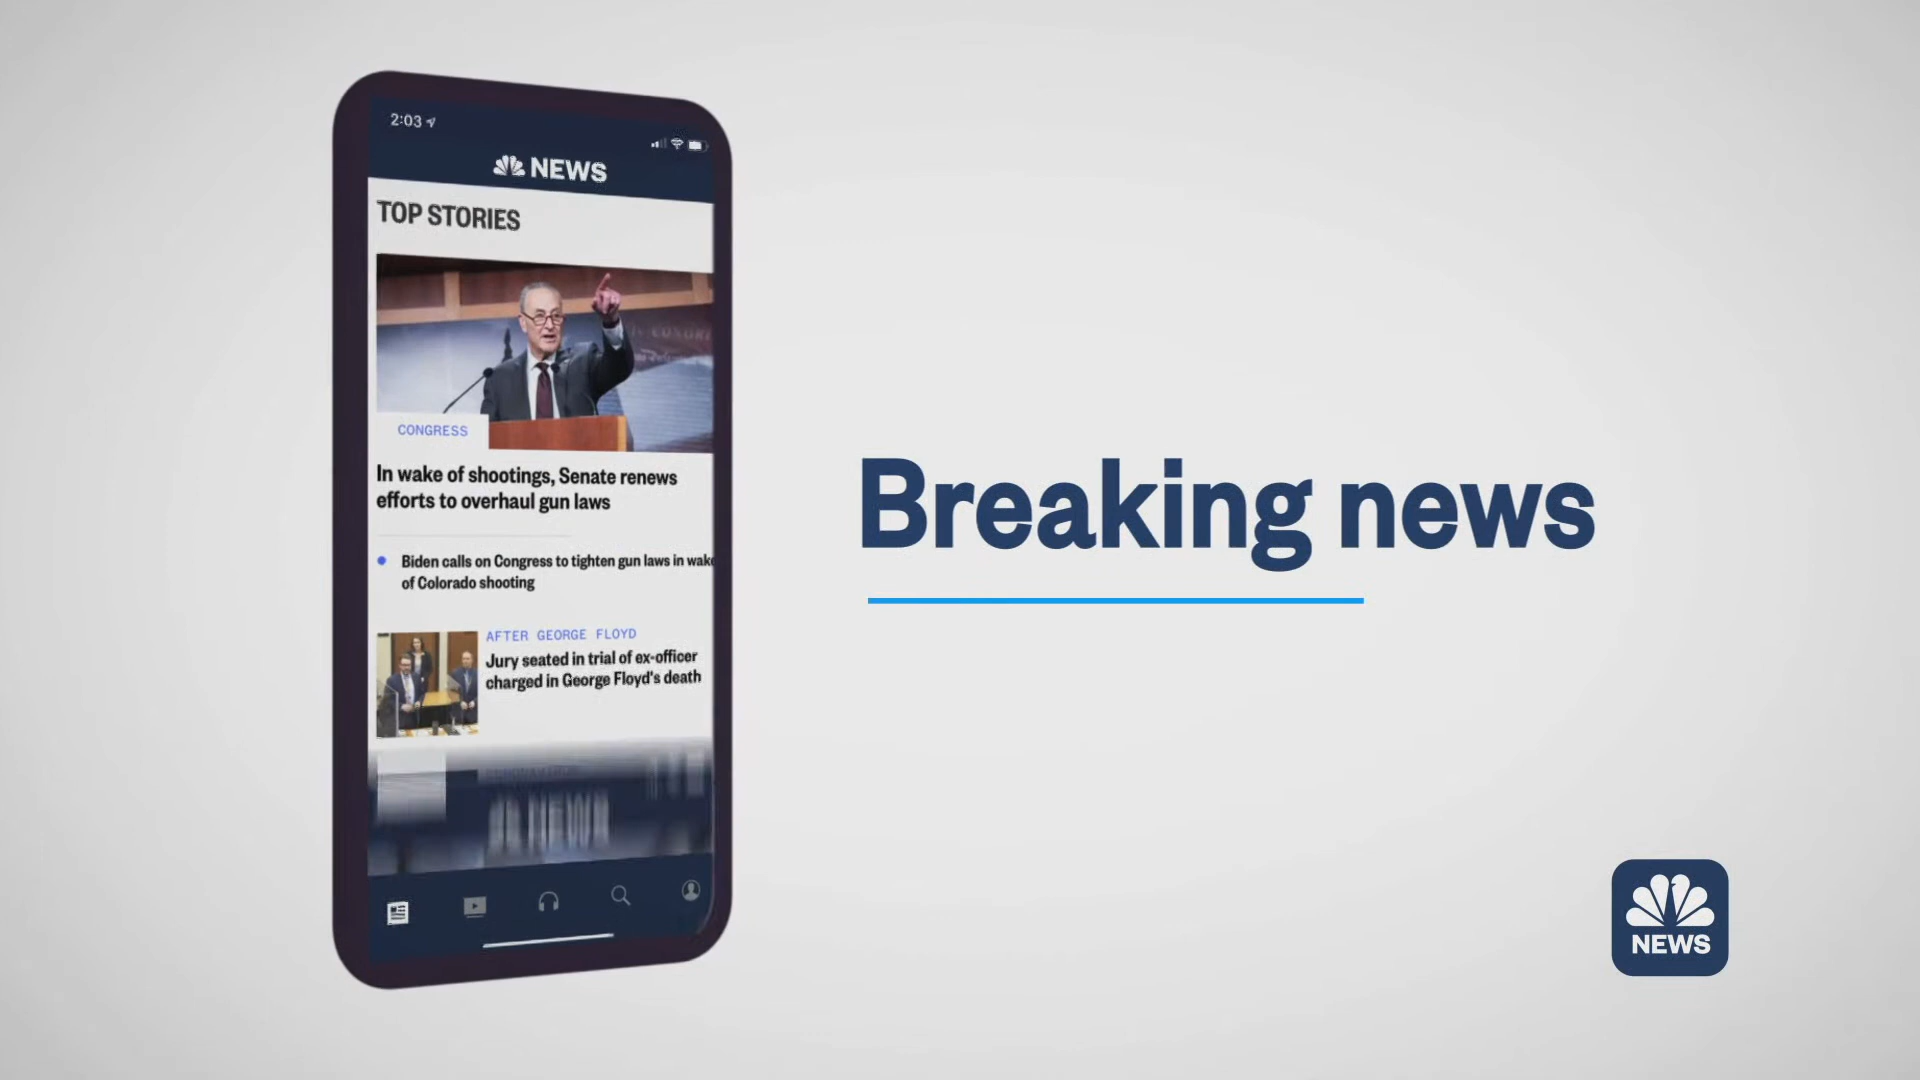 2:03
NEWS
TOP STORIES
CONGRESS
In wake of shootings, Senate renews
efforts to overhaul gun laws
Biden calls on Congress to tighten gun laws in wake
of Colorado shooting
AFTER GEORGE FLOYD
Jury seated in trial of ex-officer
charged in George Floyd's death
Breaking news
NEWS